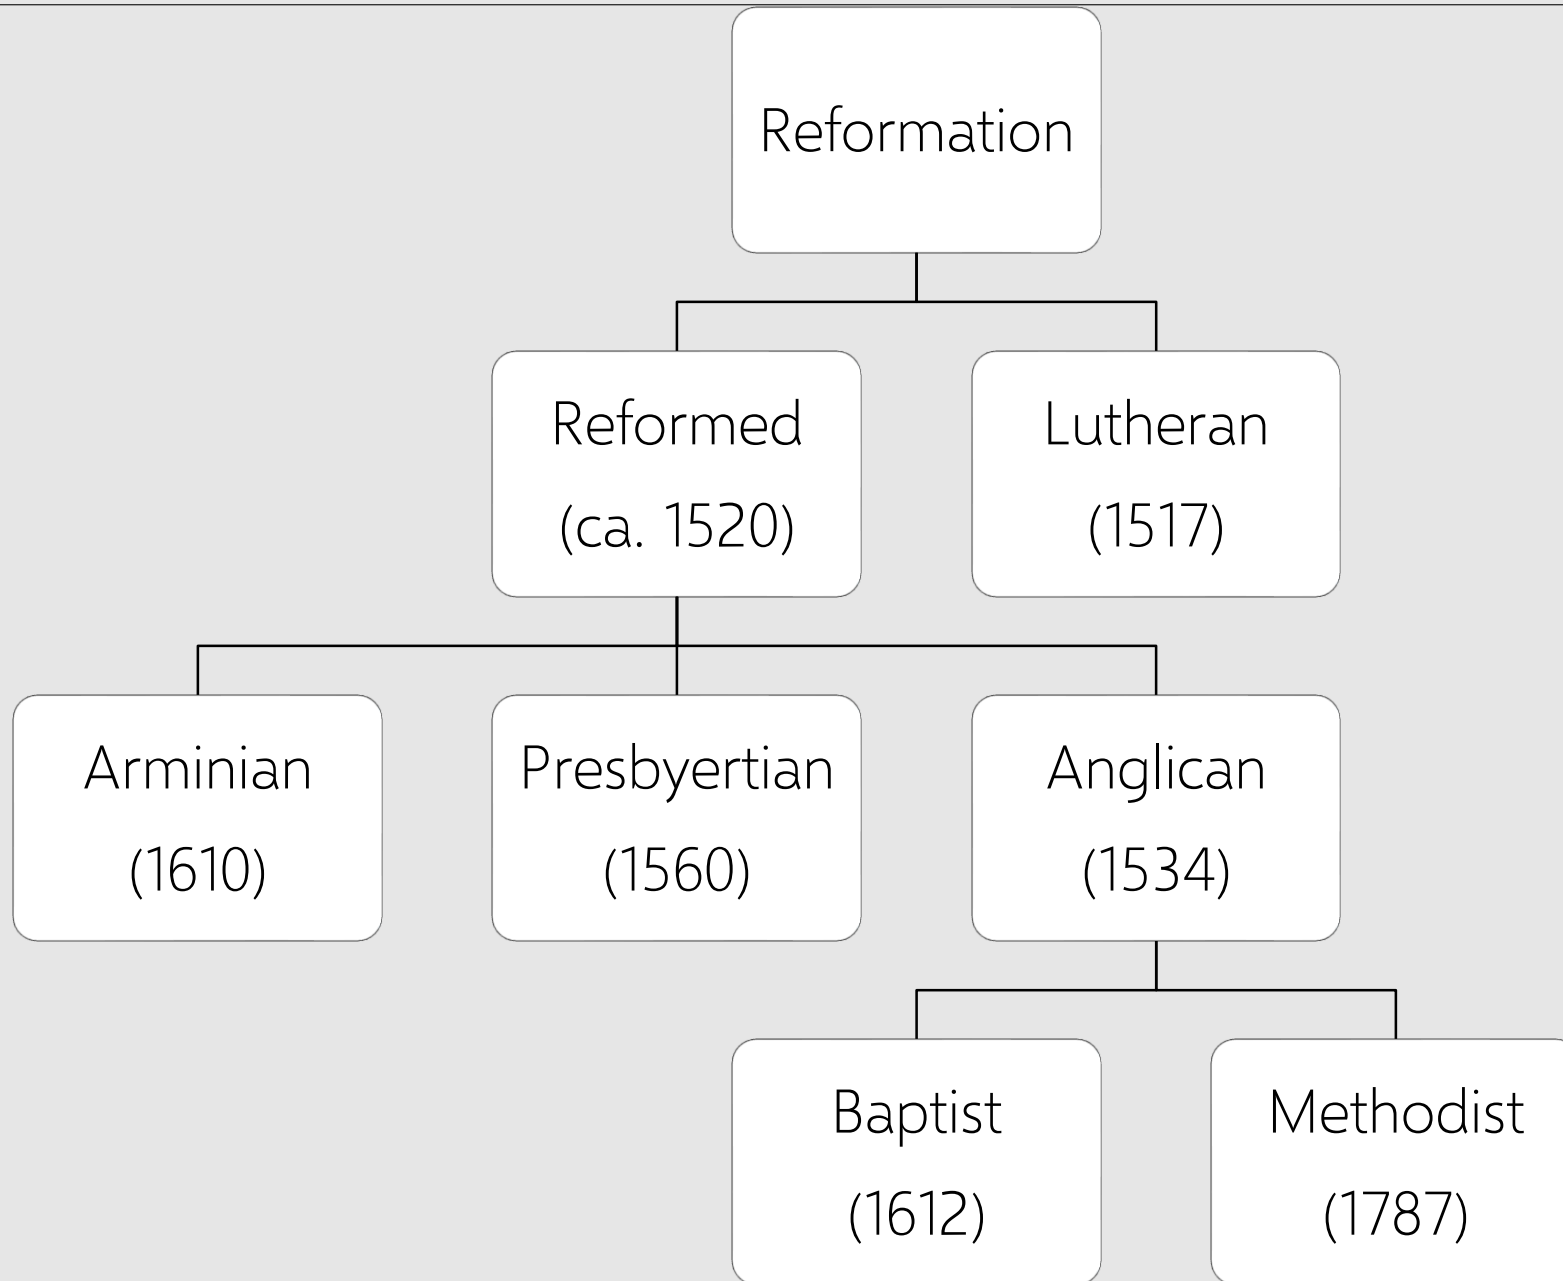 Reformation
Reformed
(ca. 1520)
Lutheran
(1517)
Arminian
(1610)
Presbyertian
(1560)
Anglican
(1534)
Baptist
(1612)
Methodist
(1787)